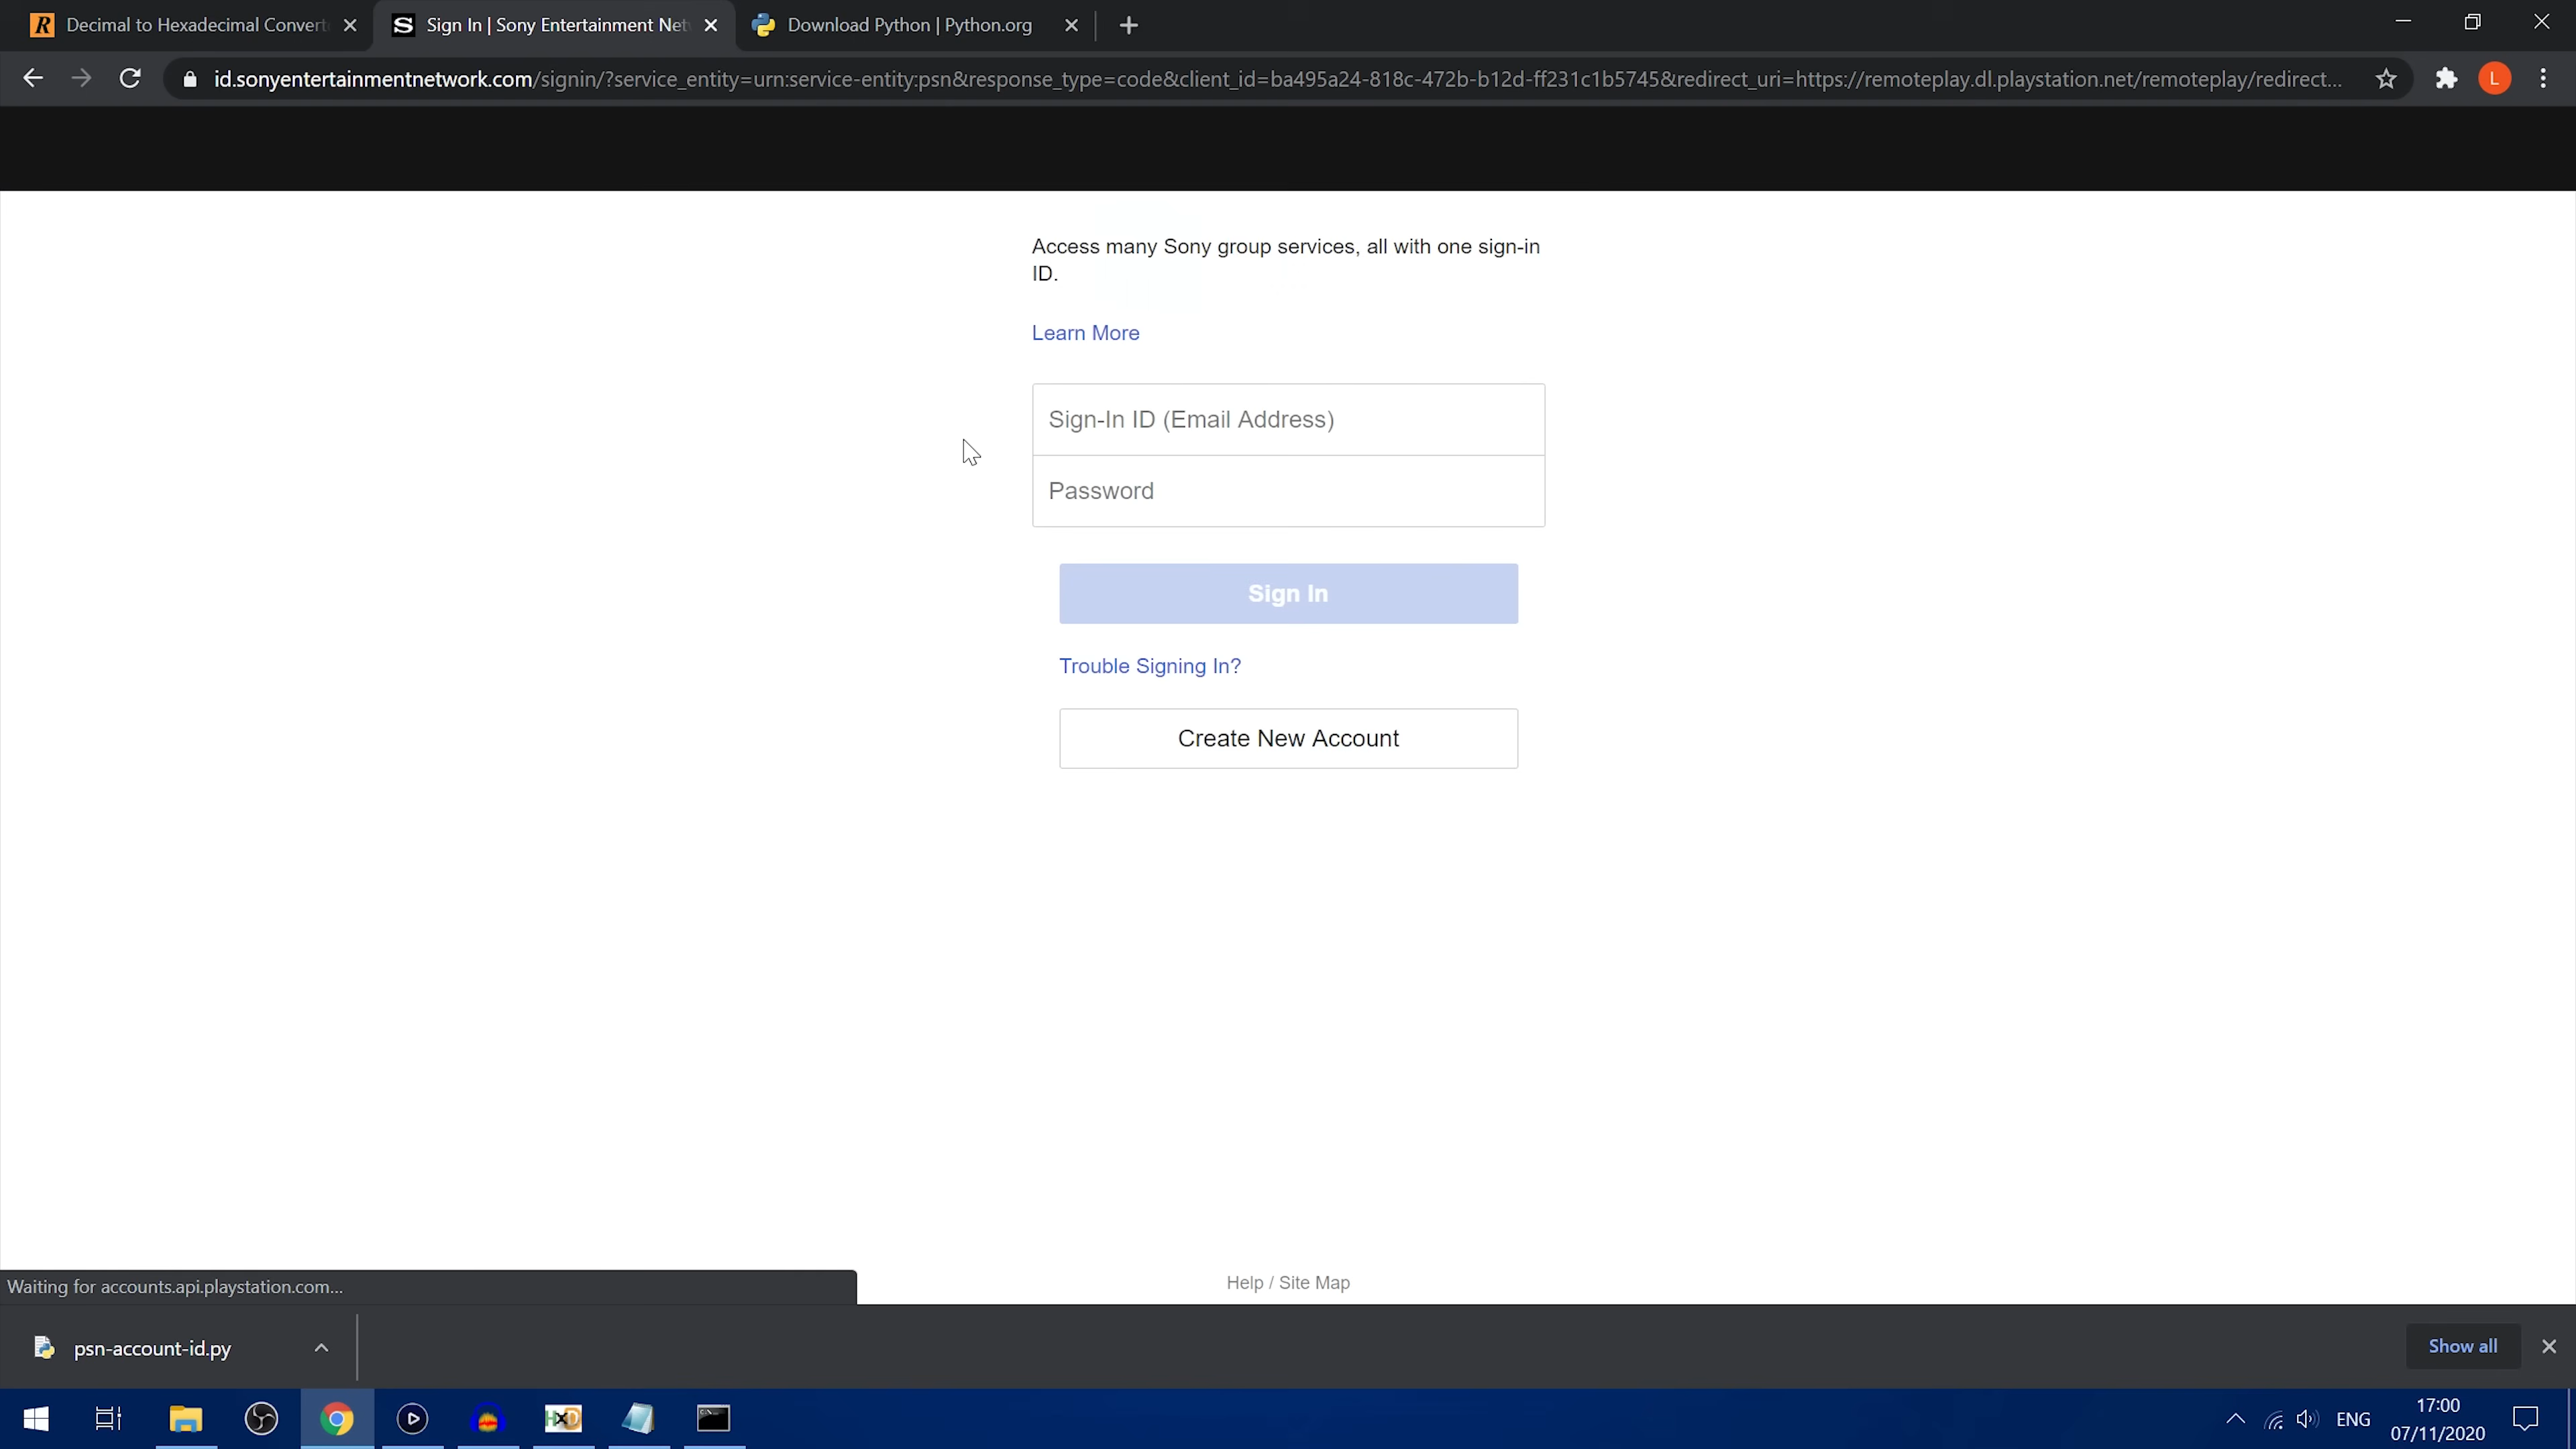 R Decimal to Hexadecimal Convert
S Sign In | Sony Entertainment Net
Download Python | Python.org
id.sonyentertainmentnetwork.com/signin/?service_entity=urn:service-entity:psn&response_type=code&client_id=ba495a24-818c-472b-b12d-ff231c1b5745&redirect_uri=https://remoteplay.dl.playstation.net/remoteplay/redirect...
L
Access many Sony group services, all with one sign-in
ID.
Learn More
Sign-In ID (Email Address)
Password
Sign In
Trouble Signing In?
Create New Account
Help / Site Map
Waiting for accounts.api.playstation.com...
psn-account-id.py
Show all
HxD
ENG
17:00
07/11/2020